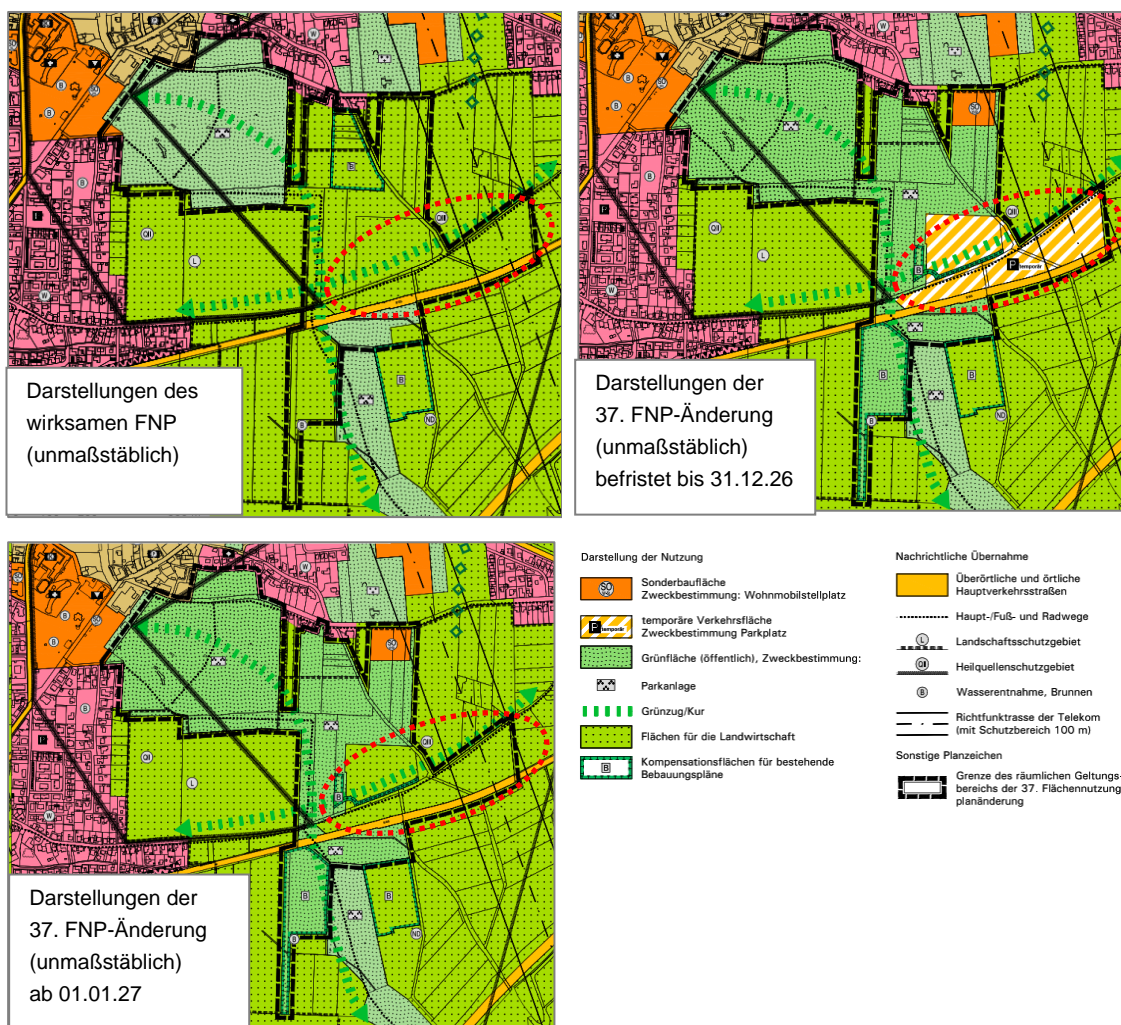 Darstellungen des
wirksamen FNP
(unmaßstäblich)
Darstellungen der
37. FNP-Änderung
(unmaßstäblich)
befristet bis 31.12.26
P temporär
Darstellungen der
37. FNP-Änderung
(unmaßstäblich)
ab 01.01.27
Darstellung der Nutzung
SO
Sonderbaufläche
Zweckbestimmung: Wohnmobilstellplatz
P temporär
temporäre Verkehrsfläche
Zweckbestimmung Parkplatz
Grünfläche (öffentlich), Zweckbestimmung:
Parkanlage
Grünzug/Kur
Flächen für die Landwirtschaft
B
Kompensationsflächen für bestehende
Bebauungspläne
Nachrichtliche Übernahme
Überörtliche und örtliche
Hauptverkehrsstraßen
Haupt-/Fuß- und Radwege
L
Landschaftsschutzgebiet
QII
Heilquellenschutzgebiet
B
Wasserentnahme, Brunnen
Richtfunktrasse der Telekom
(mit Schutzbereich 100 m)
Sonstige Planzeichen
Grenze des räumlichen Geltungs-
bereichs der 37. Flächennutzung
planänderung